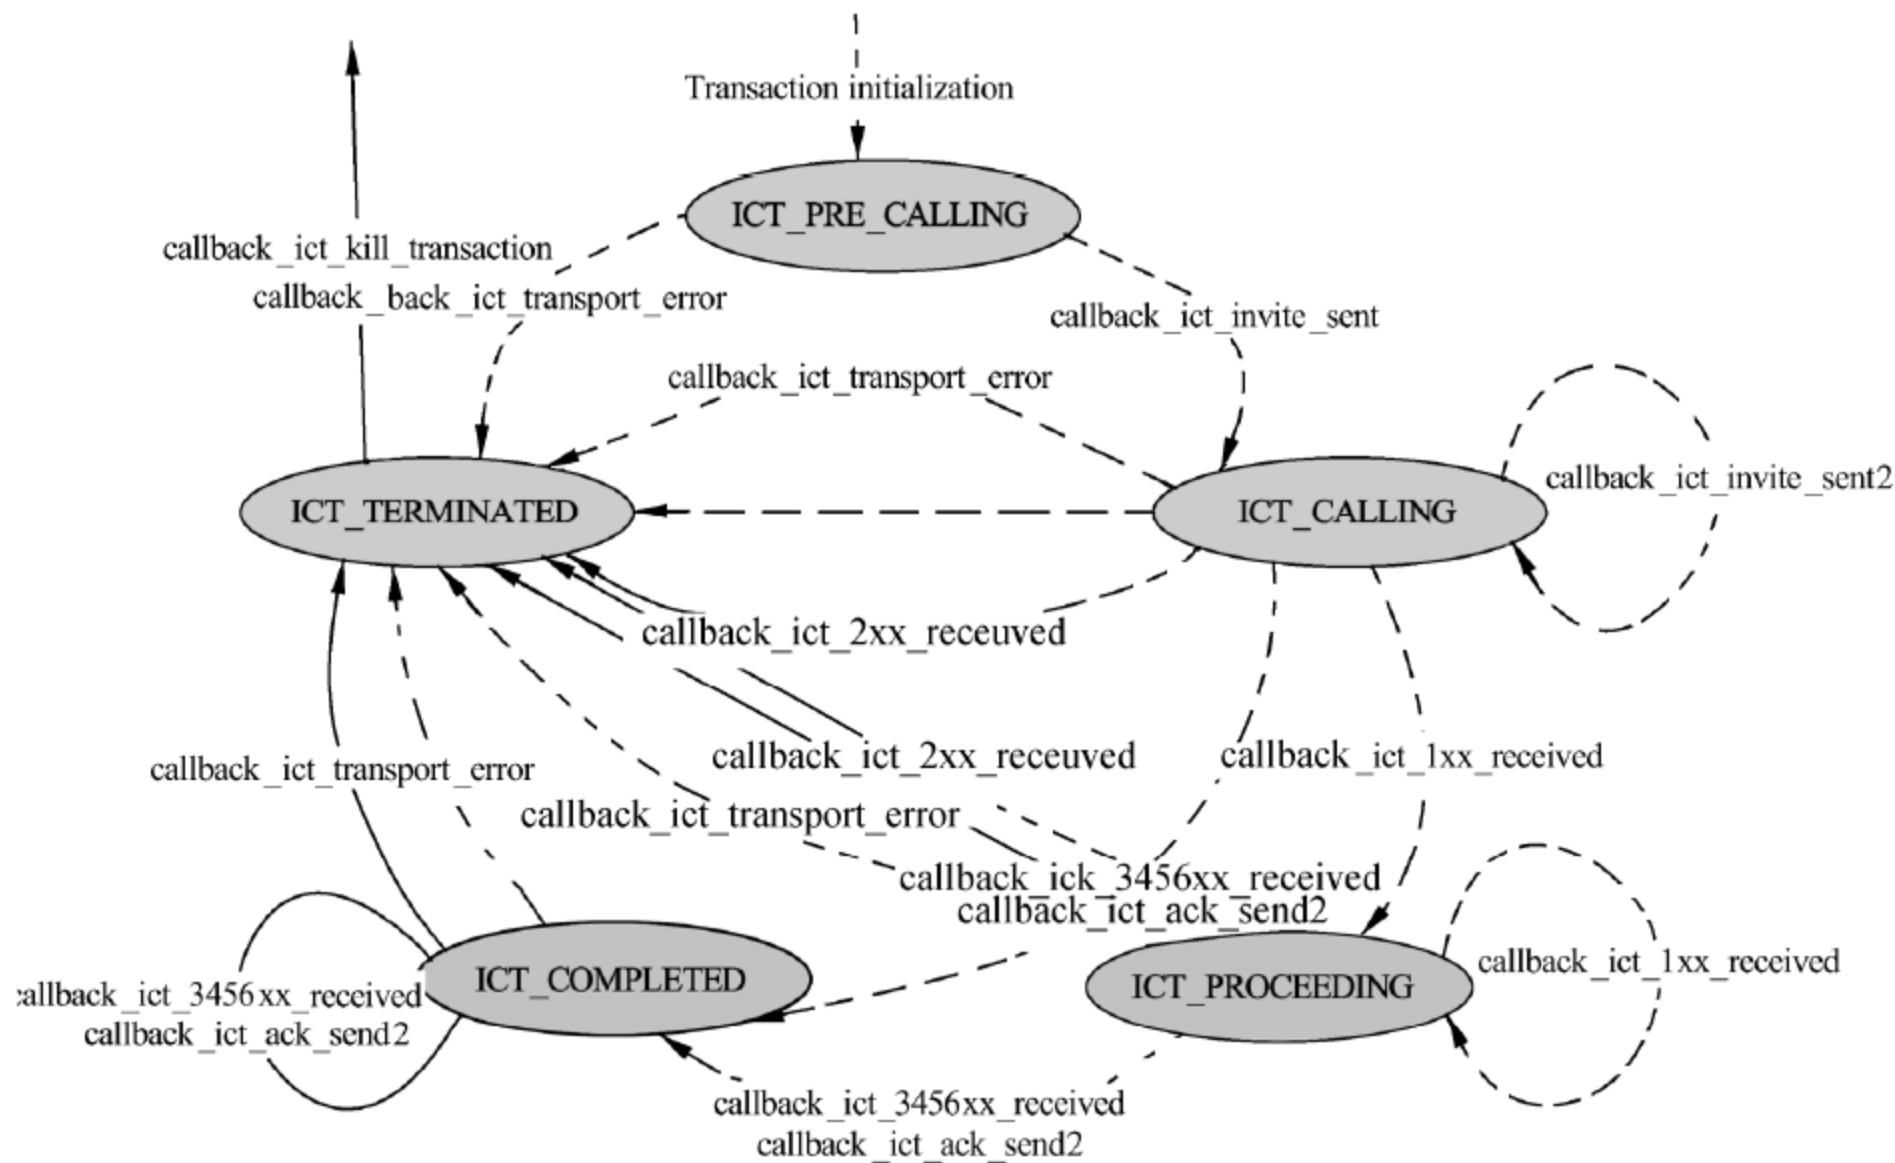 Transaction initialization
ICT_PRE_CALLING
callback_ict_kill_transaction
callback_back_ict_transport_error
callback_ict_invite_sent
callback_ict_transport_error
callback_ict_invite_sent2
ICT_TERMINATED
ICT_CALLING
callback_ict_2xx_receuved
callback_ict_2xx_receuved
callback_ict_1xx_received
callback_ict_transport_error
callback_ict_transport_error
callback_ick_3456xx_received
callback_ict_ack_send2
ICT_COMPLETED
ICT_PROCEEDING
callback_ict_1xx_received
:allback_ict_3456xx_received
callback_ict_ack_send2
callback_ict_3456xx_received
callback_ict_ack_send2